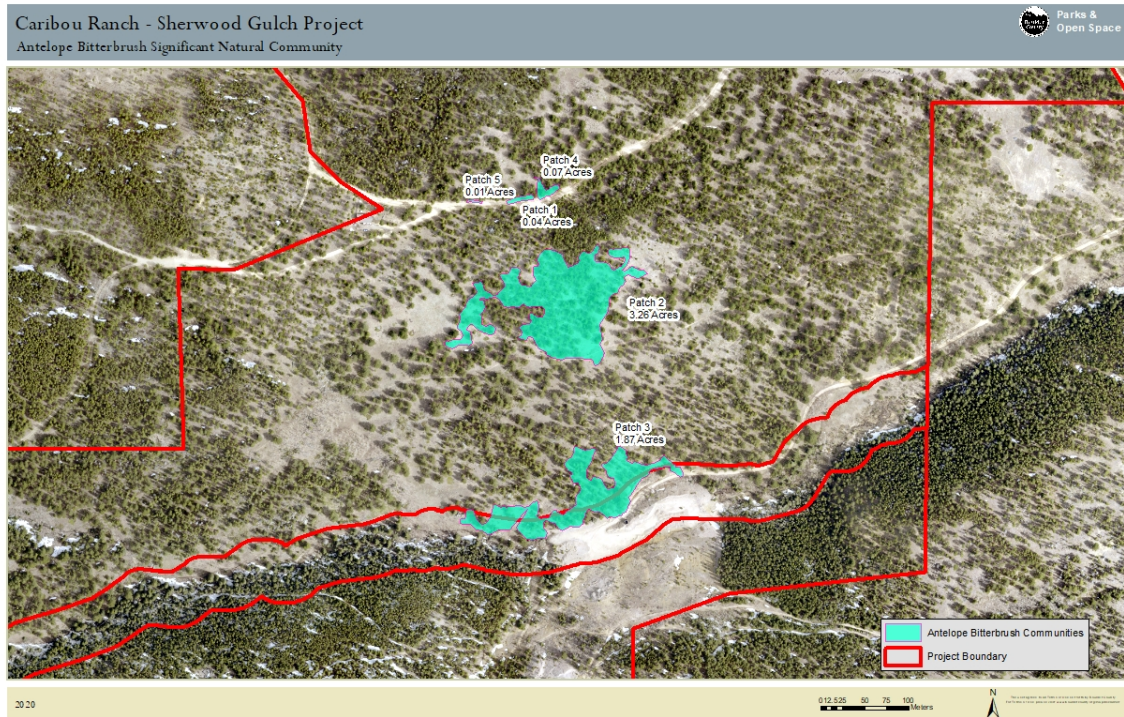 Caribou Ranch - Sherwood Gulch Project
Antelope Bitterbrush Significant Natural Community
Parks &
Open Space
Patch 4
0.07 Acres
Patch 5
0.01 Acres
Patch 1
0.04 Acres
Patch 2
3.26 Acres
Patch 3
1.87 Acres
Antelope Bitterbrush Communities
Project Boundary
2020
0 12.5 25 50 75 100
Meters
N